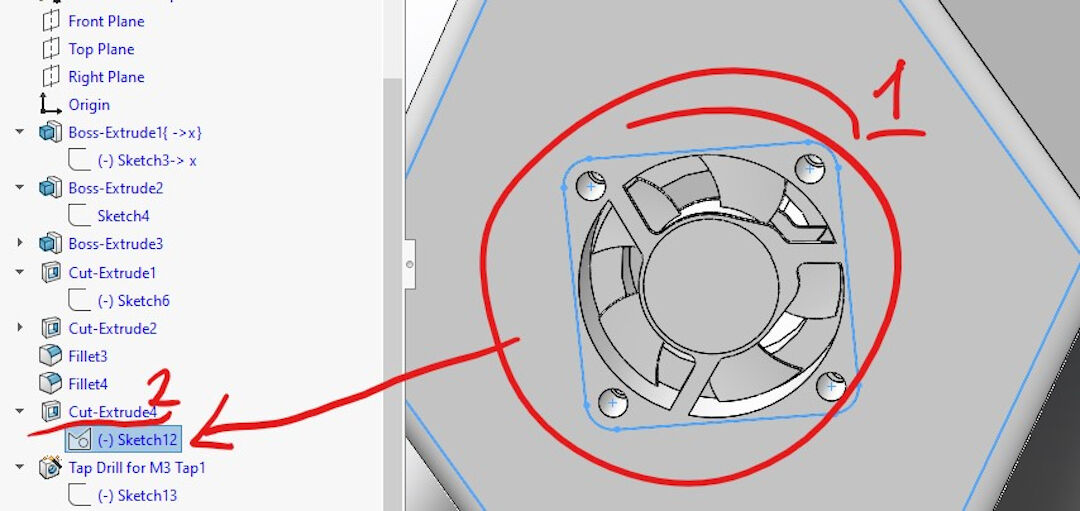 Front Plane
Top Plane
Right Plane
Origin
Boss-Extrude1{ ->x}
(-) Sketch3-> x
Boss-Extrude2
Sketch4
Boss-Extrude3
Cut-Extrude1
(-) Sketch6
Cut-Extrude2
Fillet3
Fillet4
Cut-Extrude4
(-) Sketch12
Tap Drill for M3 Tap1
(-) Sketch13
1
2